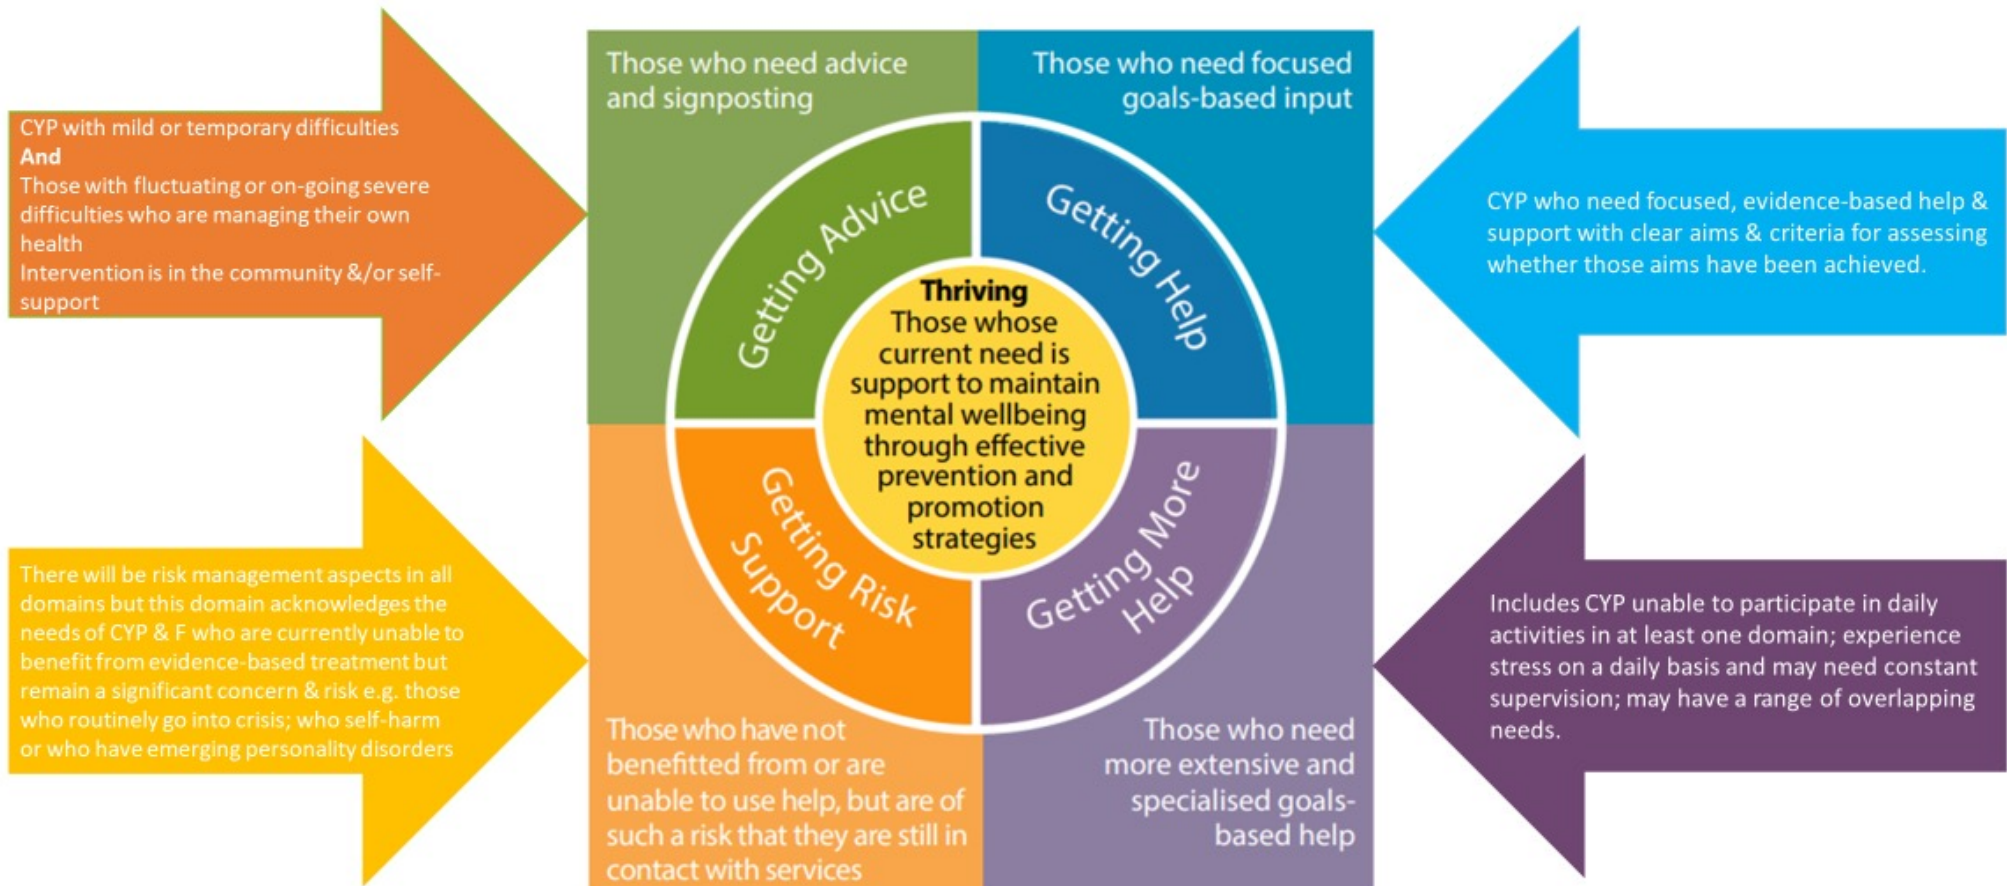 CYP with mild or temporary difficulties
And
Those with fluctuating or on-going severe
difficulties who are managing their own
health
Intervention is in the community &/or self-
support
Those who need advice
and signposting
Those who need focused
goals-based input
CYP who need focused, evidence-based help &
support with clear aims & criteria for assessing
whether those aims have been achieved.
Getting Advice
Getting Help
Thriving
Those whose
current need is
support to maintain
mental wellbeing
through effective
prevention and
promotion
strategies
Getting Risk
Support
Getting More
Help
There will be risk management aspects in all
domains but this domain acknowledges the
needs of CYP & F who are currently unable to
benefit from evidence-based treatment but
remain a significant concern & risk e.g. those
who routinely go into crisis; who self-harm
or who have emerging personality disorders
Those who have not
benefitted from or are
unable to use help, but are of
such a risk that they are still in
contact with services
Those who need
more extensive and
specialised goals-
based help
Includes CYP unable to participate in daily
activities in at least one domain; experience
stress on a daily basis and may need constant
supervision; may have a range of overlapping
needs.